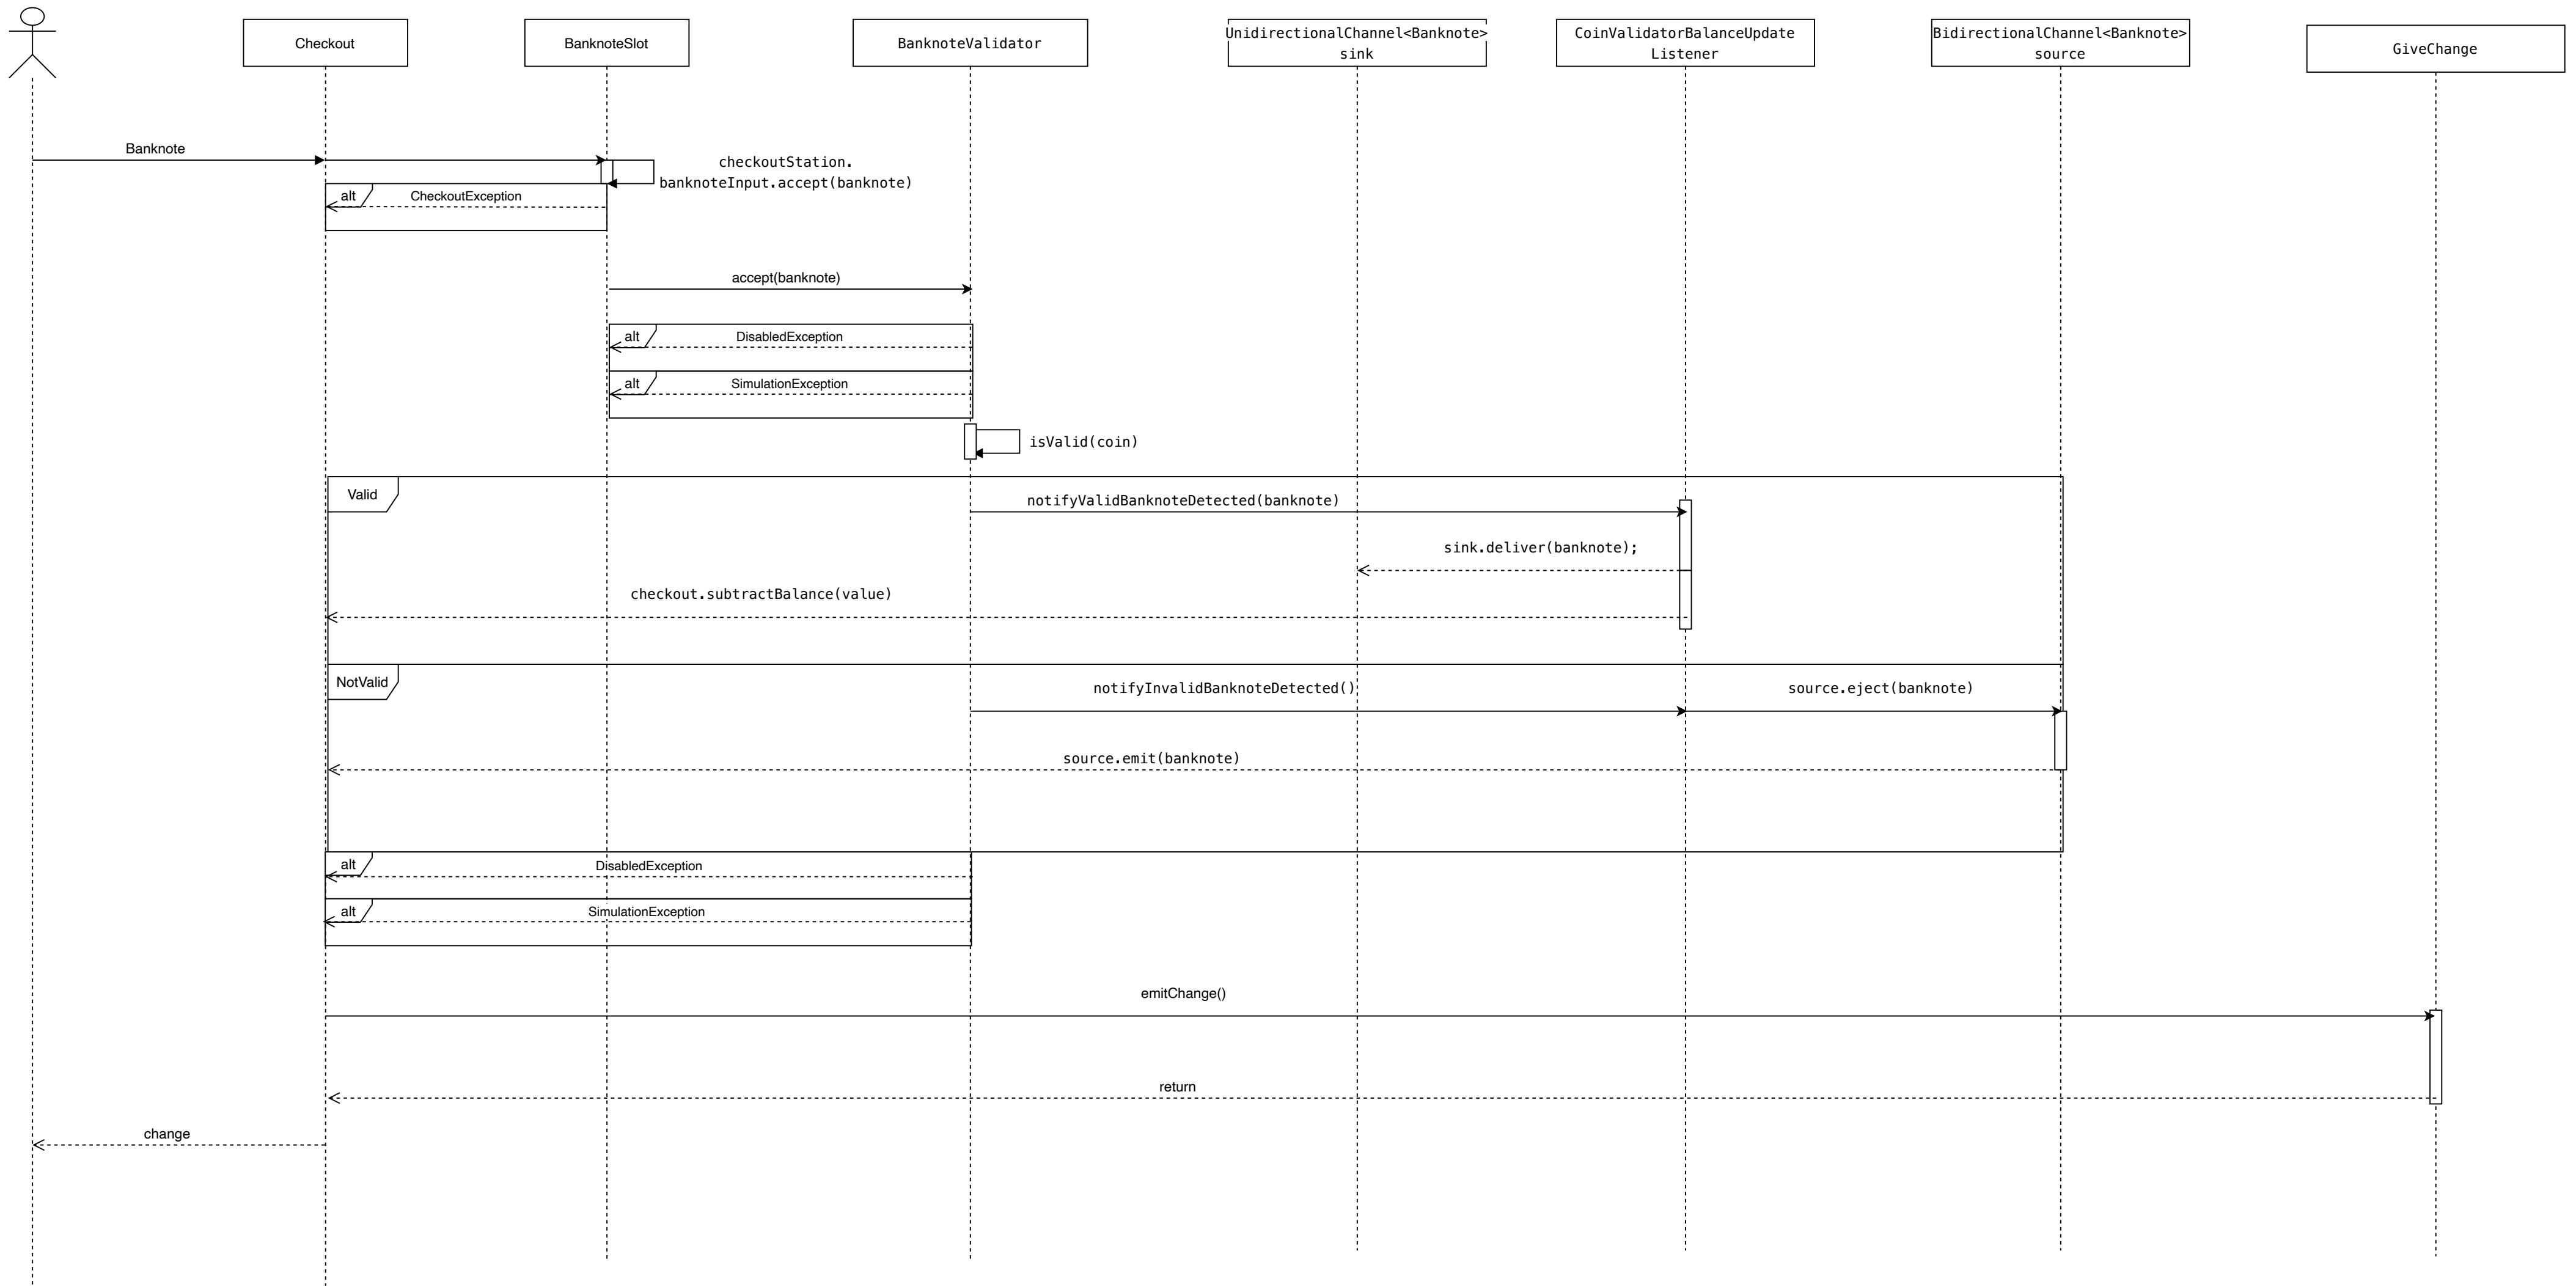 Checkout
BanknoteSlot
BanknoteValidator
UnidirectionalChannel<Banknote>
sink
CoinValidatorBalanceUpdate
Listener
BidirectionalChannel<Banknote>
source
GiveChange
Banknote
checkoutStation.
banknoteInput.accept(banknote)
alt
CheckoutException
accept(banknote)
alt
DisabledException
alt
SimulationException
isValid(coin)
Valid
notifyValidBanknoteDetected(banknote)
sink.deliver(banknote);
checkout.subtractBalance(value)
NotValid
notifyInvalidBanknoteDetected()
source.eject(banknote)
source.emit(banknote)
alt
DisabledException
alt
SimulationException
emitChange()
return
change